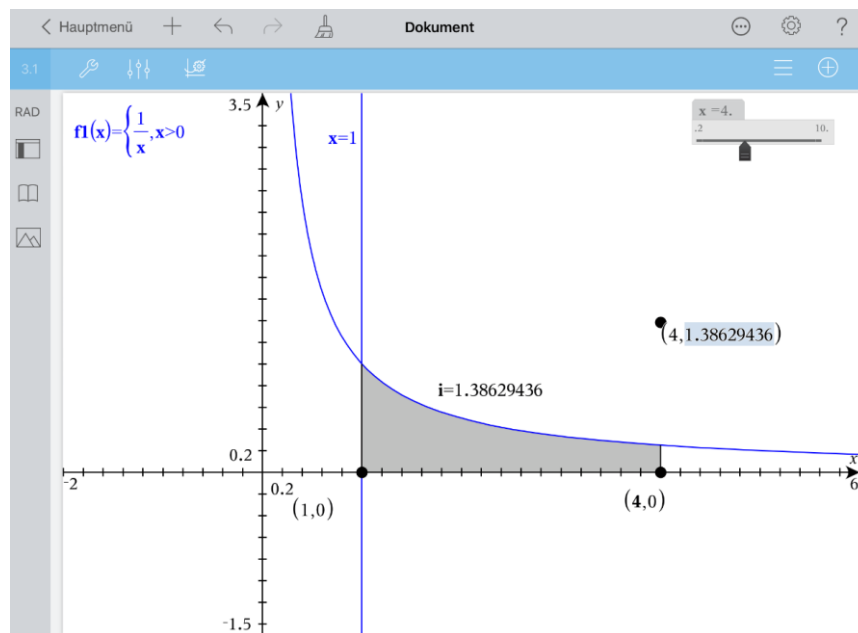 Hauptmenü
Dokument
?
3.1
RAD
f1(x)={1/x,x>0
3.5
y
x=1
x =4.
.2
10.
(4,1.38629436)
i=1.38629436
0.2
x
-2
0.2
6
(1,0)
(4,0)
-1.5